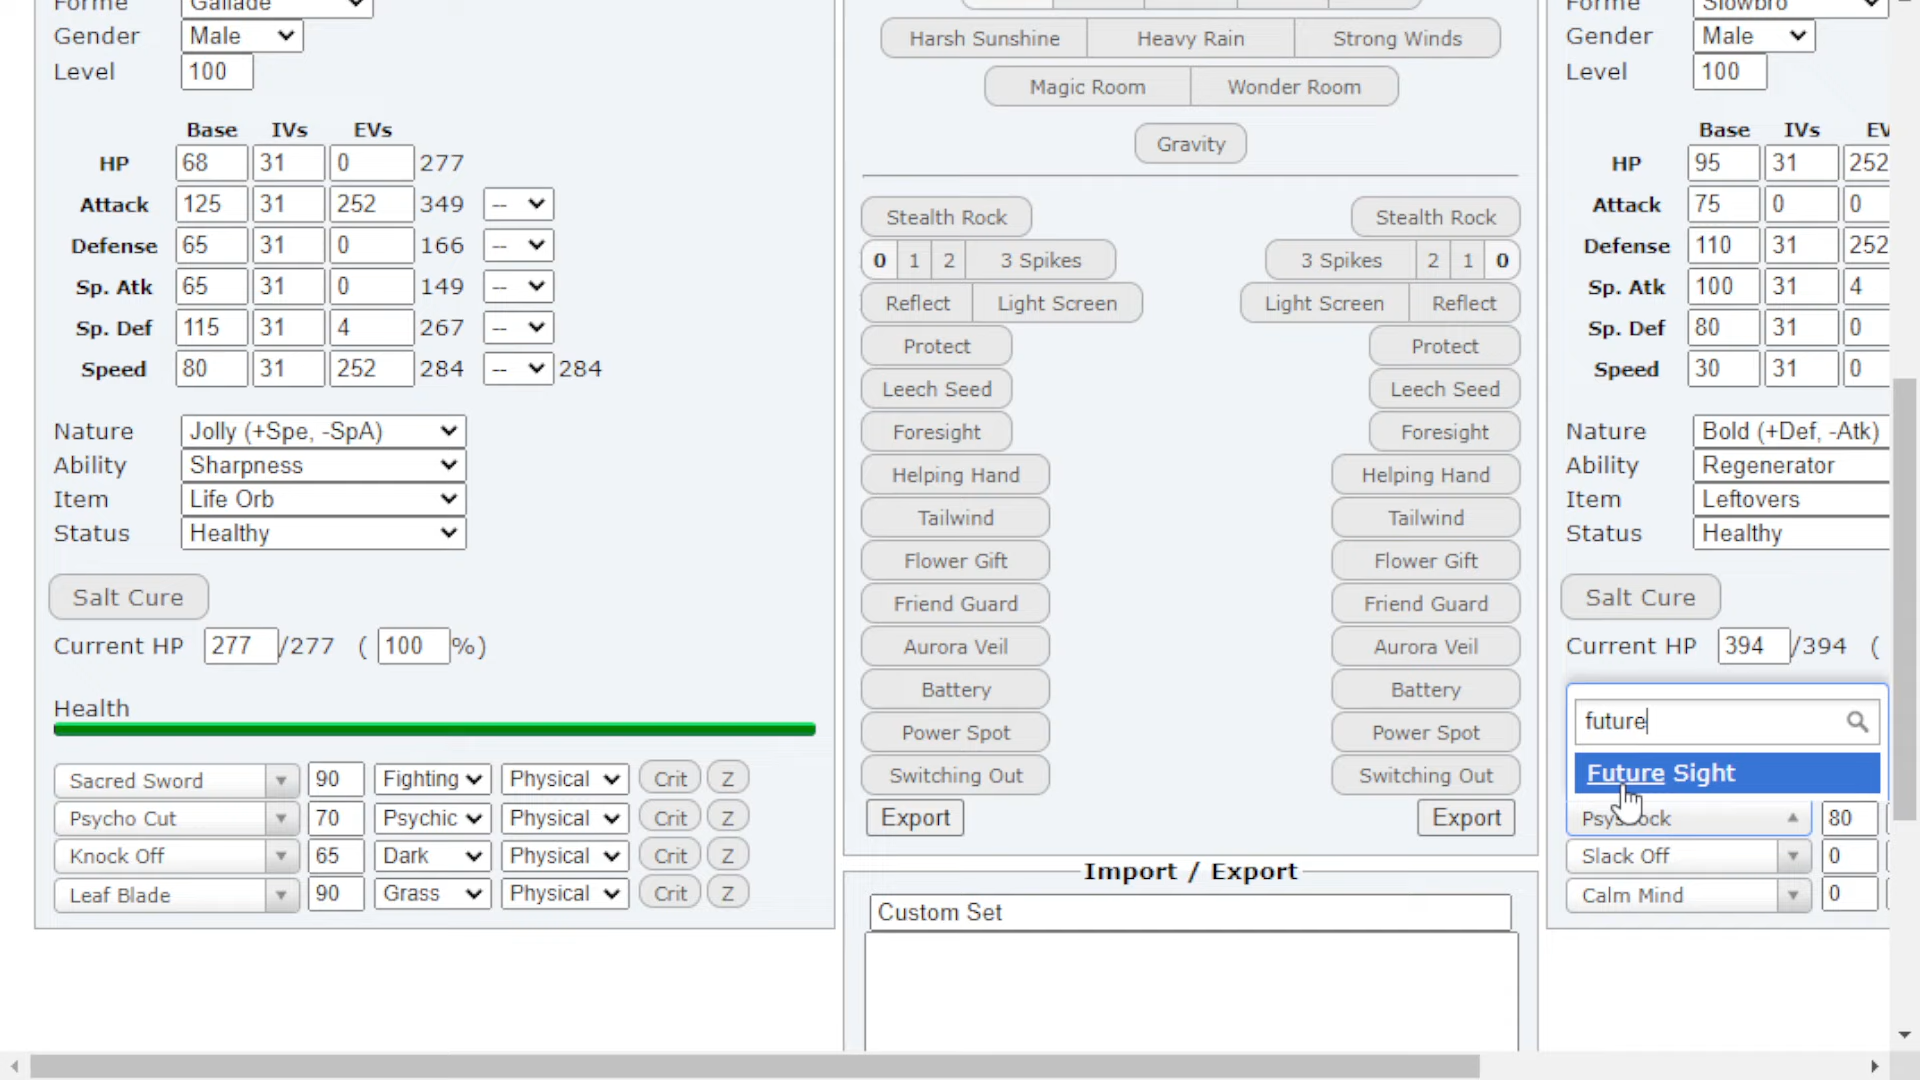 Forme Gallade
Gender Male
Level 100
Base IVs EVs
HP 68 31 0 277
Attack 125 31 252 349 --
Defense 65 31 0 166 --
Sp. Atk 65 31 0 149 --
Sp. Def 115 31 4 267 --
Speed 80 31 252 284 -- 284
Nature Jolly (+Spe, -SpA)
Ability Sharpness
Item Life Orb
Status Healthy
Salt Cure
Current HP 277 /277 ( 100 %)
Health
Sacred Sword 90 Fighting Physical Crit Z
Psycho Cut 70 Psychic Physical Crit Z
Knock Off 65 Dark Physical Crit Z
Leaf Blade 90 Grass Physical Crit Z
Harsh Sunshine Heavy Rain Strong Winds
Magic Room Wonder Room
Gravity
Stealth Rock Stealth Rock
0 1 2 3 Spikes 3 Spikes 2 1 0
Reflect Light Screen Light Screen Reflect
Protect Protect
Leech Seed Leech Seed
Foresight Foresight
Helping Hand Helping Hand
Tailwind Tailwind
Flower Gift Flower Gift
Friend Guard Friend Guard
Aurora Veil Aurora Veil
Battery Battery
Power Spot Power Spot
Switching Out Switching Out
Export Export
Import / Export
Custom Set
Forme Slowbro
Gender Male
Level 100
Base IVs EV
HP 95 31 252
Attack 75 0 0
Defense 110 31 252
Sp. Atk 100 31 4
Sp. Def 80 31 0
Speed 30 31 0
Nature Bold (+Def, -Atk)
Ability Regenerator
Item Leftovers
Status Healthy
Salt Cure
Current HP 394 /394 (
future
Future Sight
80
Slack Off 0
Calm Mind 0